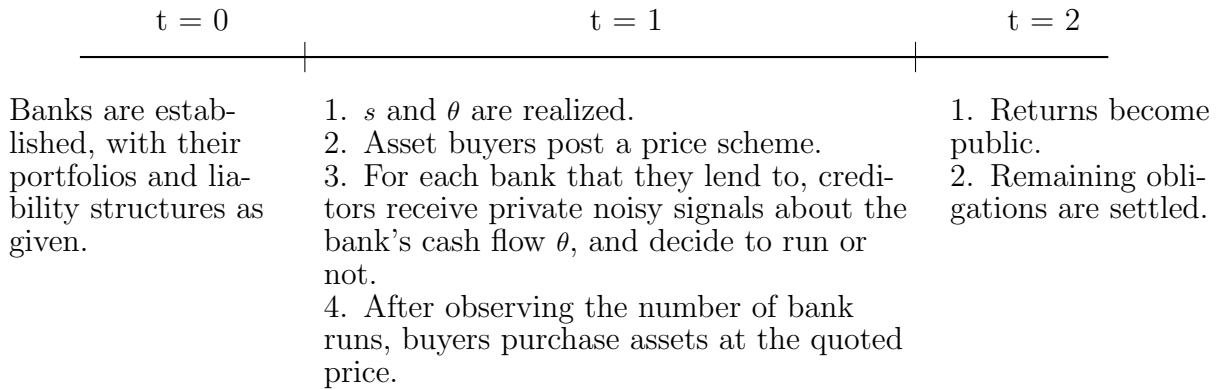 t = 0
t = 1
t = 2
Banks are estab-
lished, with their
portfolios and lia-
bility structures as
given.
1. s and θ are realized.
2. Asset buyers post a price scheme.
3. For each bank that they lend to, credi-
tors receive private noisy signals about the
bank's cash flow θ, and decide to run or
not.
4. After observing the number of bank
runs, buyers purchase assets at the quoted
price.
1. Returns become
public.
2. Remaining obli-
gations are settled.